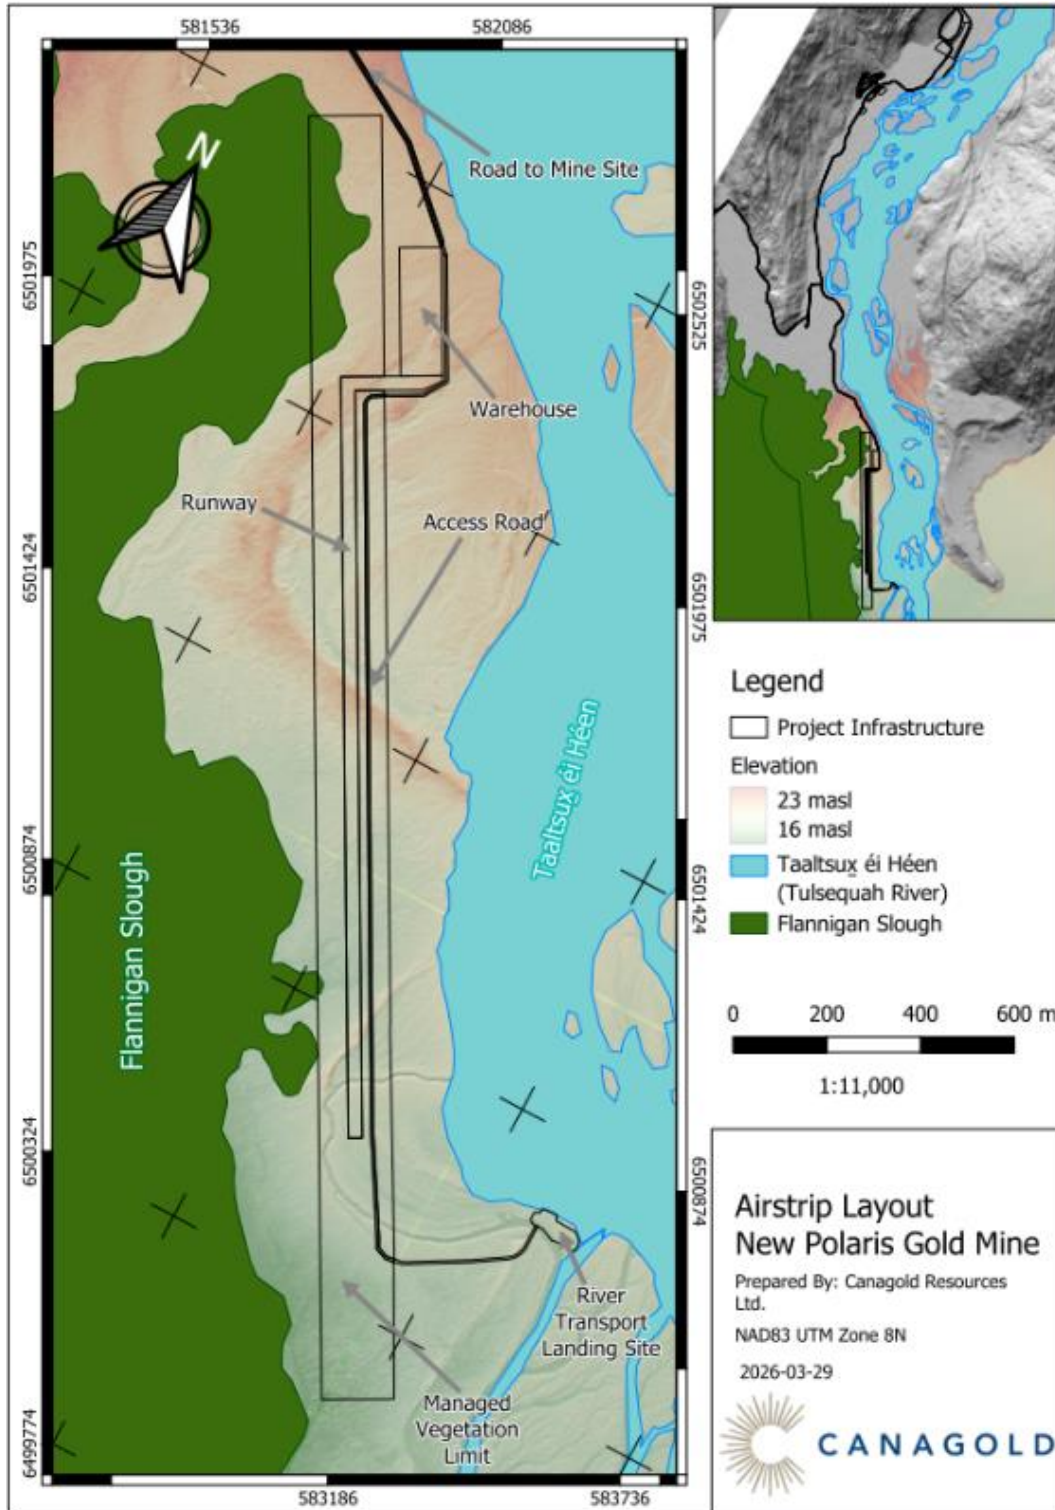 581536
582086
N
Road to Mine Site
6501975
6502525
Warehouse
Runway
Access Road
6501424
6501975
Taaltsux̱ éi Héen
6500874
6501424
Flannigan Slough
6500324
6500874
River
Transport
Landing Site
Managed
Vegetation
Limit
6499774
583186
583736
Legend
Project Infrastructure
Elevation
23 masl
16 masl
Taaltsux̱ éi Héen
(Tulsequah River)
Flannigan Slough
0 200 400 600 m
1:11,000
Airstrip Layout
New Polaris Gold Mine
Prepared By: Canagold Resources
Ltd.
NAD83 UTM Zone 8N
2026-03-29
CANAGOLD